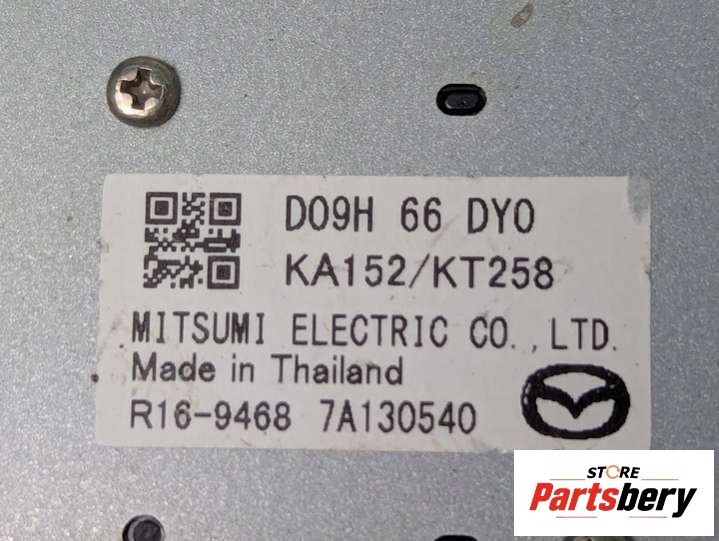 D09H 66 DY0
KA152/KT258
MITSUMI ELECTRIC CO.,LTD.
Made in Thailand
R16-9468 7A130540
STORE
Partsbery